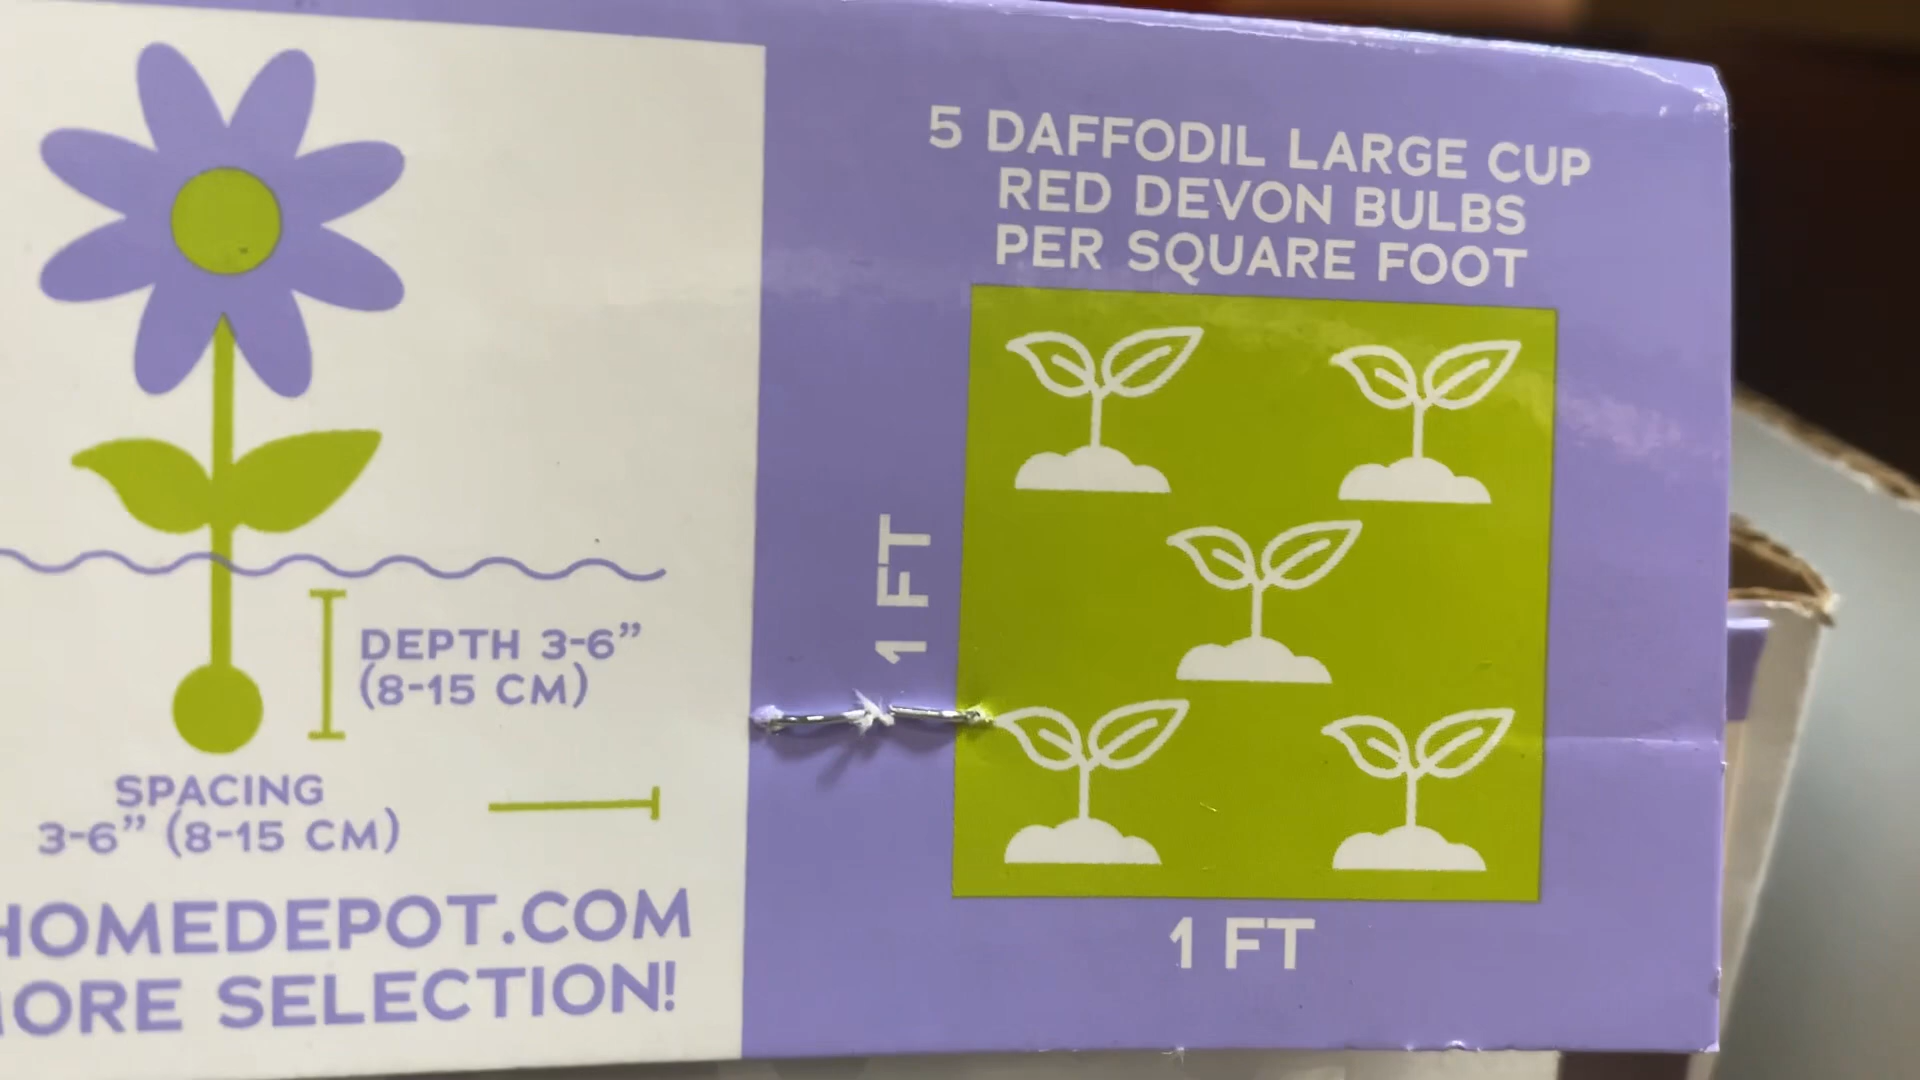 5 DAFFODIL LARGE CUP
RED DEVON BULBS
PER SQUARE FOOT
1 FT
1 FT
DEPTH 3-6”
(8-15 CM)
SPACING
3-6” (8-15 CM)
HOMEDEPOT.COM
SELECTION!